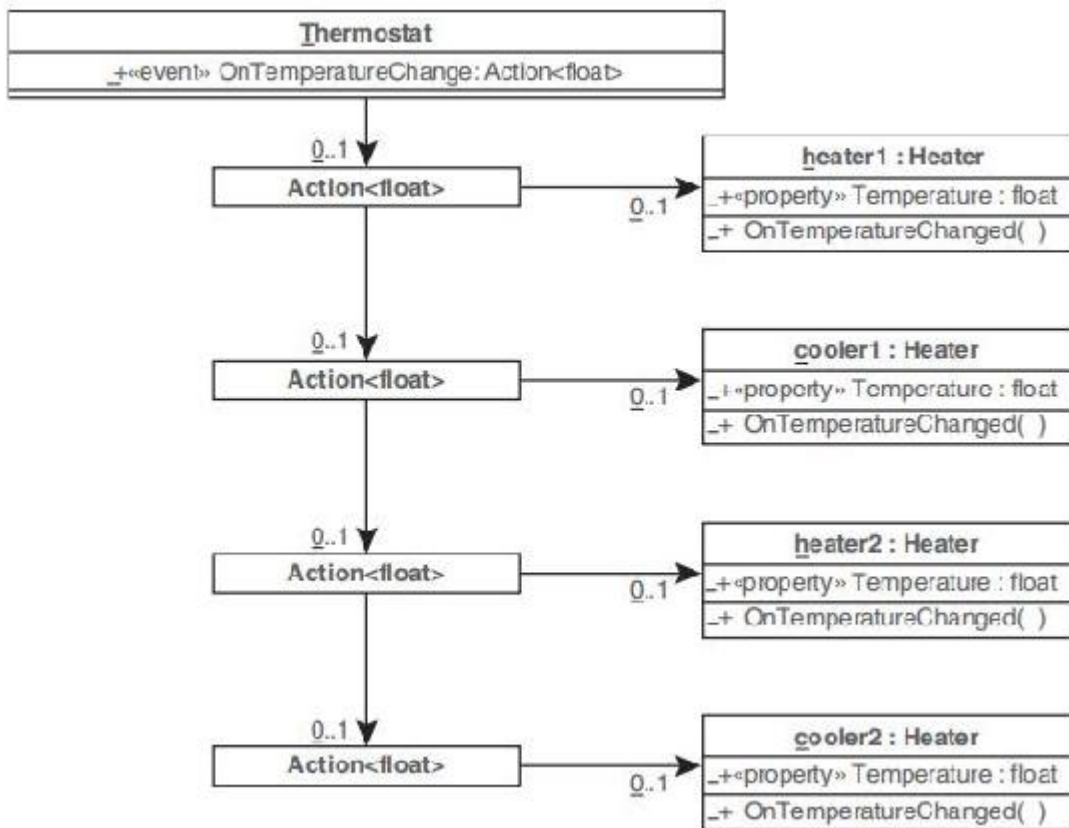 Thermostat
+«event» OnTemperatureChange: Action<float>
0..1
Action<float>
0..1
heater1 : Heater
+«property» Temperature : float
+ OnTemperatureChanged( )
0..1
Action<float>
0..1
cooler1 : Heater
+«property» Temperature : float
+ OnTemperatureChanged( )
0..1
Action<float>
0..1
heater2 : Heater
+«property» Temperature : float
+ OnTemperatureChanged( )
0..1
Action<float>
0..1
cooler2 : Heater
+«property» Temperature : float
+ OnTemperatureChanged( )